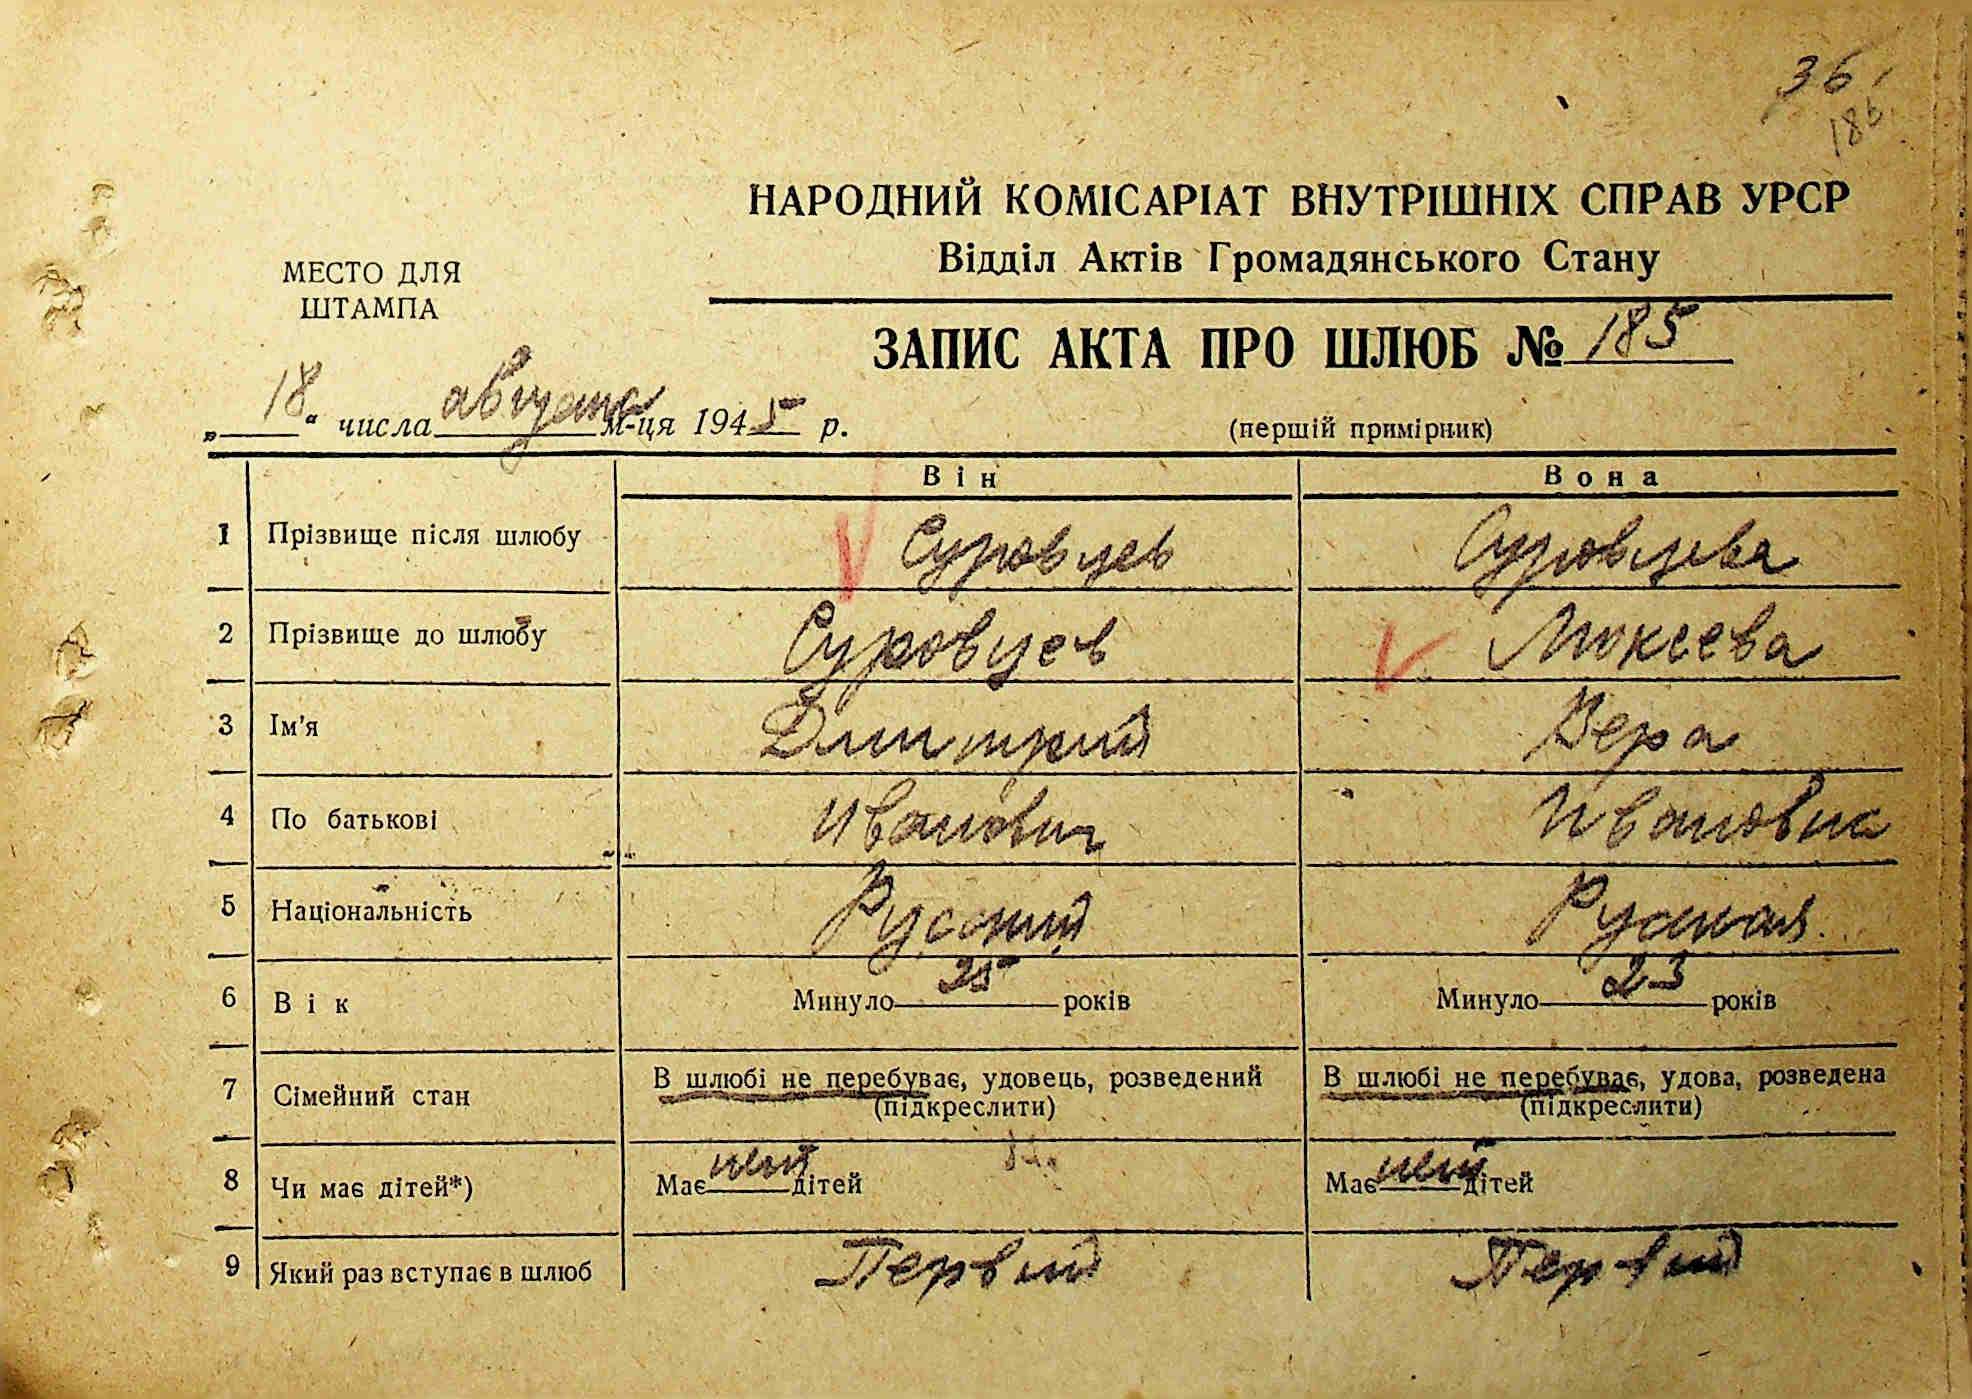 36
185
НАРОДНИЙ КОМІСАРІАТ ВНУТРІШНІХ СПРАВ УРСР
Відділ Актів Громадянського Стану
МЕСТО ДЛЯ
ШТАМПА
ЗАПИС АКТА ПРО ШЛЮБ № 185
„18“ числа августа м-ця 1945 р.
(першій примірник)
Він Вона
1 Прізвище після шлюбу Суровцев Суровцева
2 Прізвище до шлюбу Суровцев Мокеева
3 Ім'я Дмитрий Вера
4 По батькові Иванович Ивановна
5 Національність Русский Русская
6 Вік Минуло 25 років Минуло 23 років
7 Сімейний стан В шлюбі не перебуває, удовець, розведений В шлюбі не перебуває, удова, розведена
(підкреслити) (підкреслити)
8 Чи має дітей*) Має нет дітей Має нет дітей
9 Який раз вступає в шлюб Первый Первый